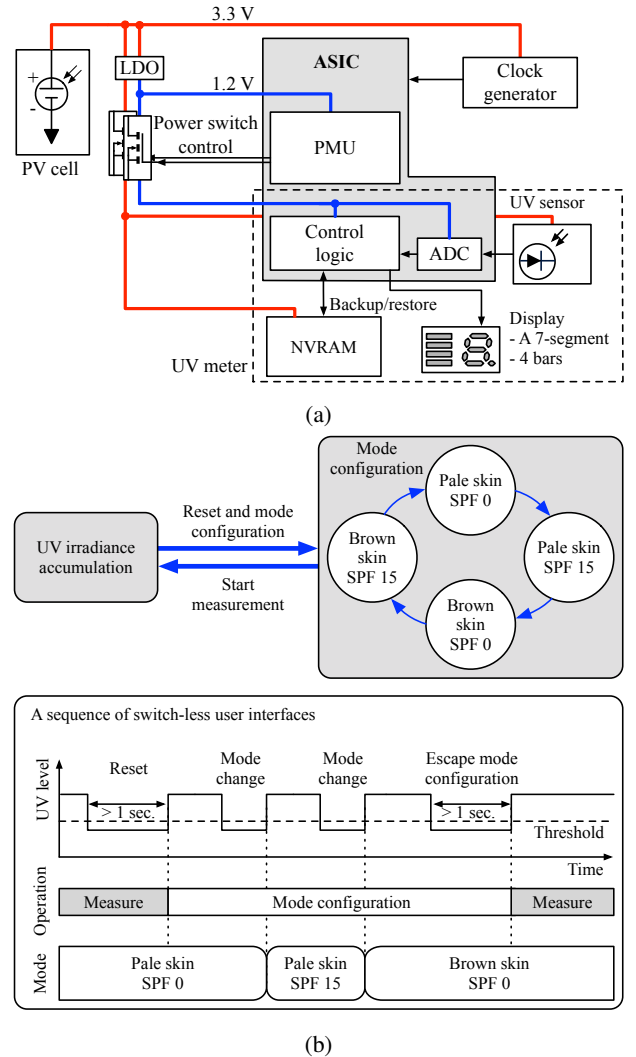 3.3 V
LDO
ASIC
1.2 V
Clock
generator
+
-
PV cell
Power switch
control
PMU
UV sensor
Control
logic
ADC
Backup/restore
NVRAM
UV meter
Display
- A 7-segment
- 4 bars
(a)
Mode
configuration
Pale skin
SPF 0
Reset and mode
configuration
UV irradiance
accumulation
Brown
skin
SPF 15
Pale skin
SPF 15
Start
measurement
Brown
skin
SPF 0
A sequence of switch-less user interfaces
UV level
Reset
Mode
change
Mode
change
Escape mode
configuration
> 1 sec.
> 1 sec.
Threshold
Time
Operation
Measure
Mode configuration
Measure
Mode
Pale skin
SPF 0
Pale skin
SPF 15
Brown skin
SPF 0
(b)